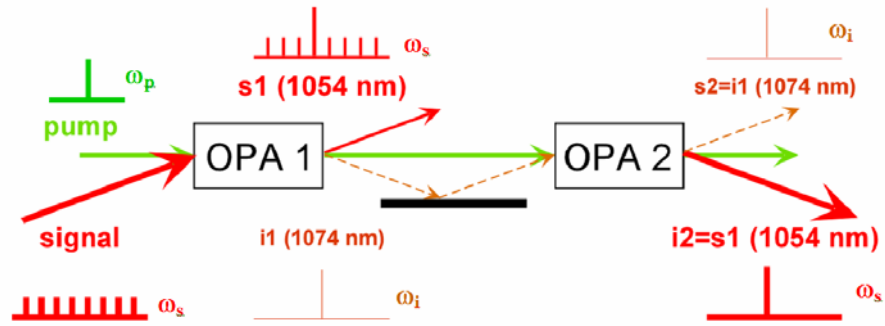 ωs
ωi
ωp
s1 (1054 nm)
s2=i1 (1074 nm)
pump
OPA 1
OPA 2
signal
i1 (1074 nm)
i2=s1 (1054 nm)
ωs
ωi
ωs